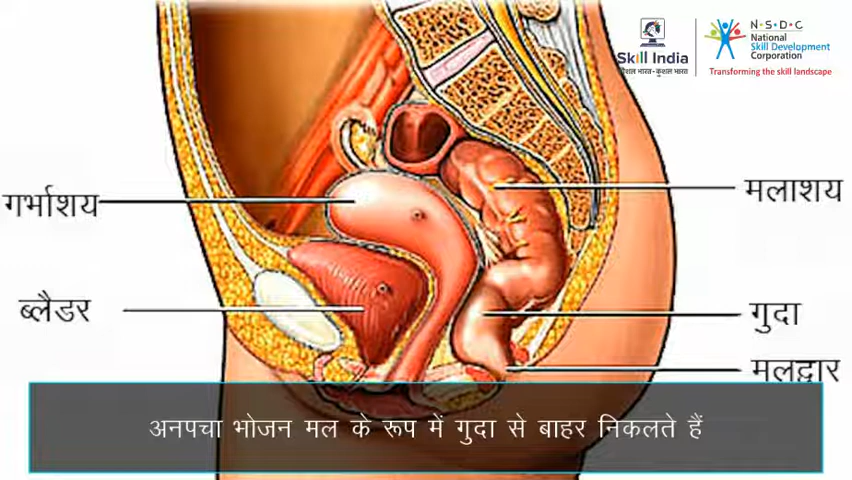 N·S·D·C
Skill India
कौशल भारत-कुशल भारत
National
Skill Development
Corporation
Transforming the skill landscape
गर्भाशय
मलाशय
ब्लैडर
गुदा
मलद्वार
अनपचा भोजन मल के रूप में गुदा से बाहर निकलते हैं